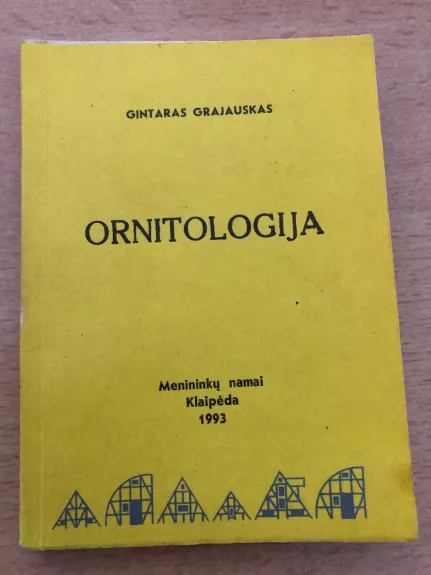 GINTARAS GRAJAUSKAS
ORNITOLOGIJA
Menininkų namai
Klaipėda
1993